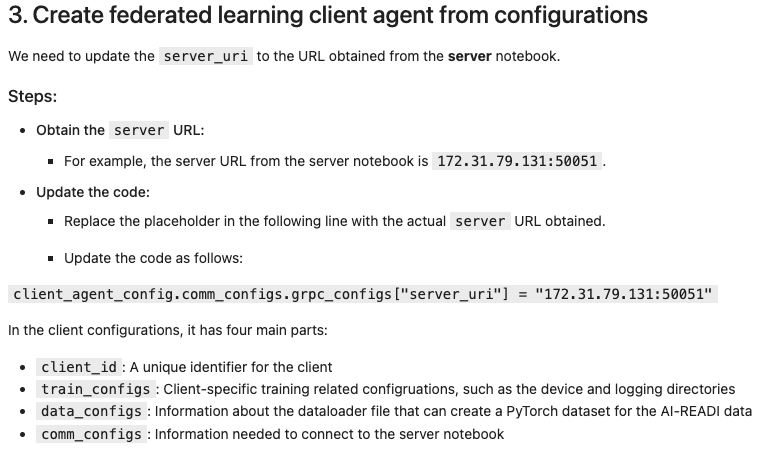 3. Create federated learning client agent from configurations
We need to update the server_uri to the URL obtained from the server notebook.
Steps:
• Obtain the server URL:
▪ For example, the server URL from the server notebook is 172.31.79.131:50051 .
• Update the code:
▪ Replace the placeholder in the following line with the actual server URL obtained.
▪ Update the code as follows:
client_agent_config.comm_configs.grpc_configs["server_uri"] = "172.31.79.131:50051"
In the client configurations, it has four main parts:
• client_id : A unique identifier for the client
• train_configs : Client-specific training related configruations, such as the device and logging directories
• data_configs : Information about the dataloader file that can create a PyTorch dataset for the AI-READI data
• comm_configs : Information needed to connect to the server notebook